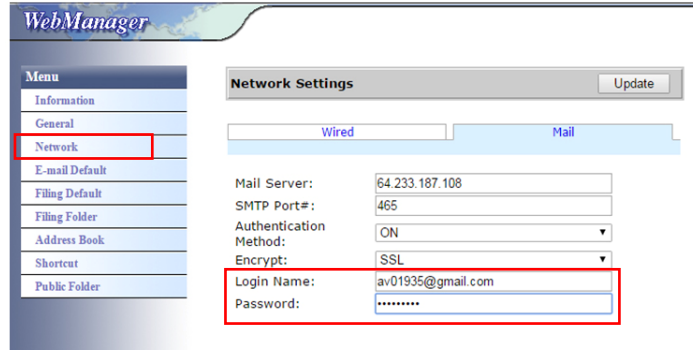 WebManager
Menu
Information
General
Network
E-mail Default
Filing Default
Filing Folder
Address Book
Shortcut
Public Folder
Network Settings
Update
Wired
Mail
Mail Server: 64.233.187.108
SMTP Port#: 465
Authentication
Method: ON
Encrypt: SSL
Login Name: av01935@gmail.com
Password: •••••••••